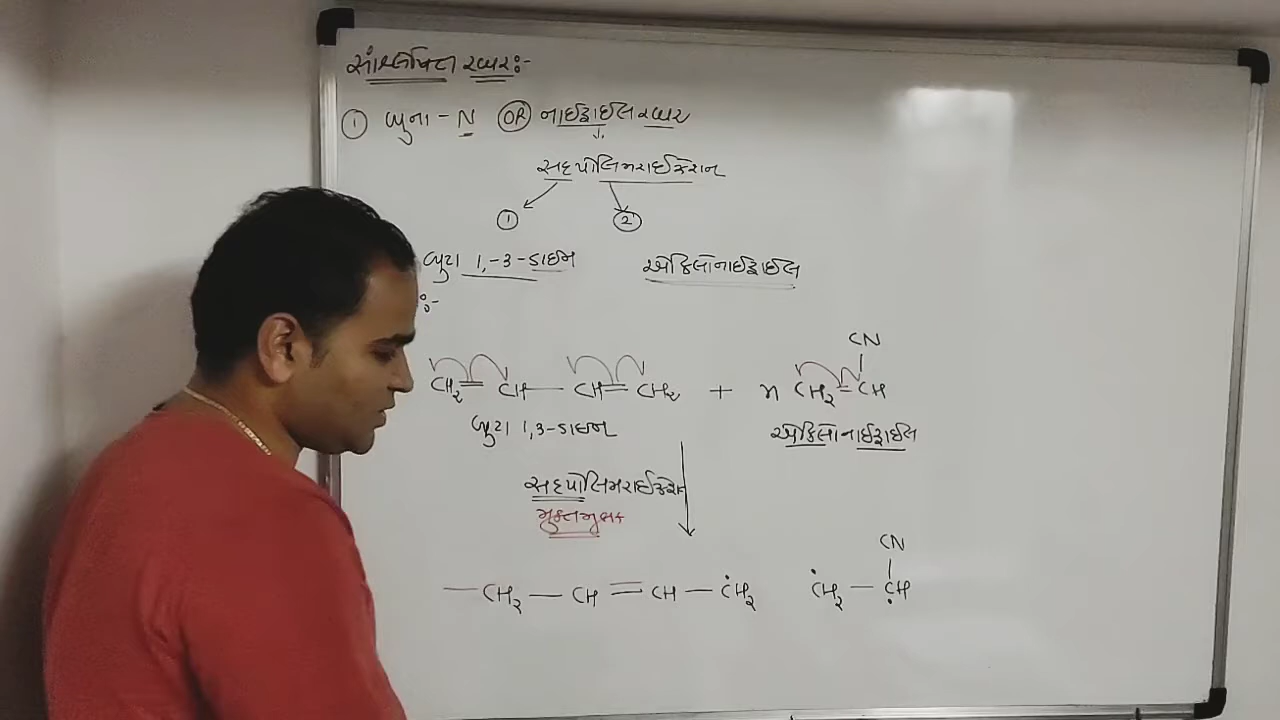 સાંશ્લેષિત રબર:-
① બ્યુના - N OR નાઈટ્રાઈલ રબર
સહપોલિમરાઈઝેશન
① ②
બ્યુટા 1,-3-ડાઇન એક્રિલોનાઈટ્રાઈલ
:-
CN
|
CH₂ = CH — CH = CH₂ + n CH₂ = CH
બ્યુટા 1,3-ડાઇન એક્રિલોનાઈટ્રાઈલ
સહપોલિમરાઈઝેશન
મુક્તમૂલક
CN
|
— CH₂ — CH = CH — ĊH₂ ĊH₂ — CH